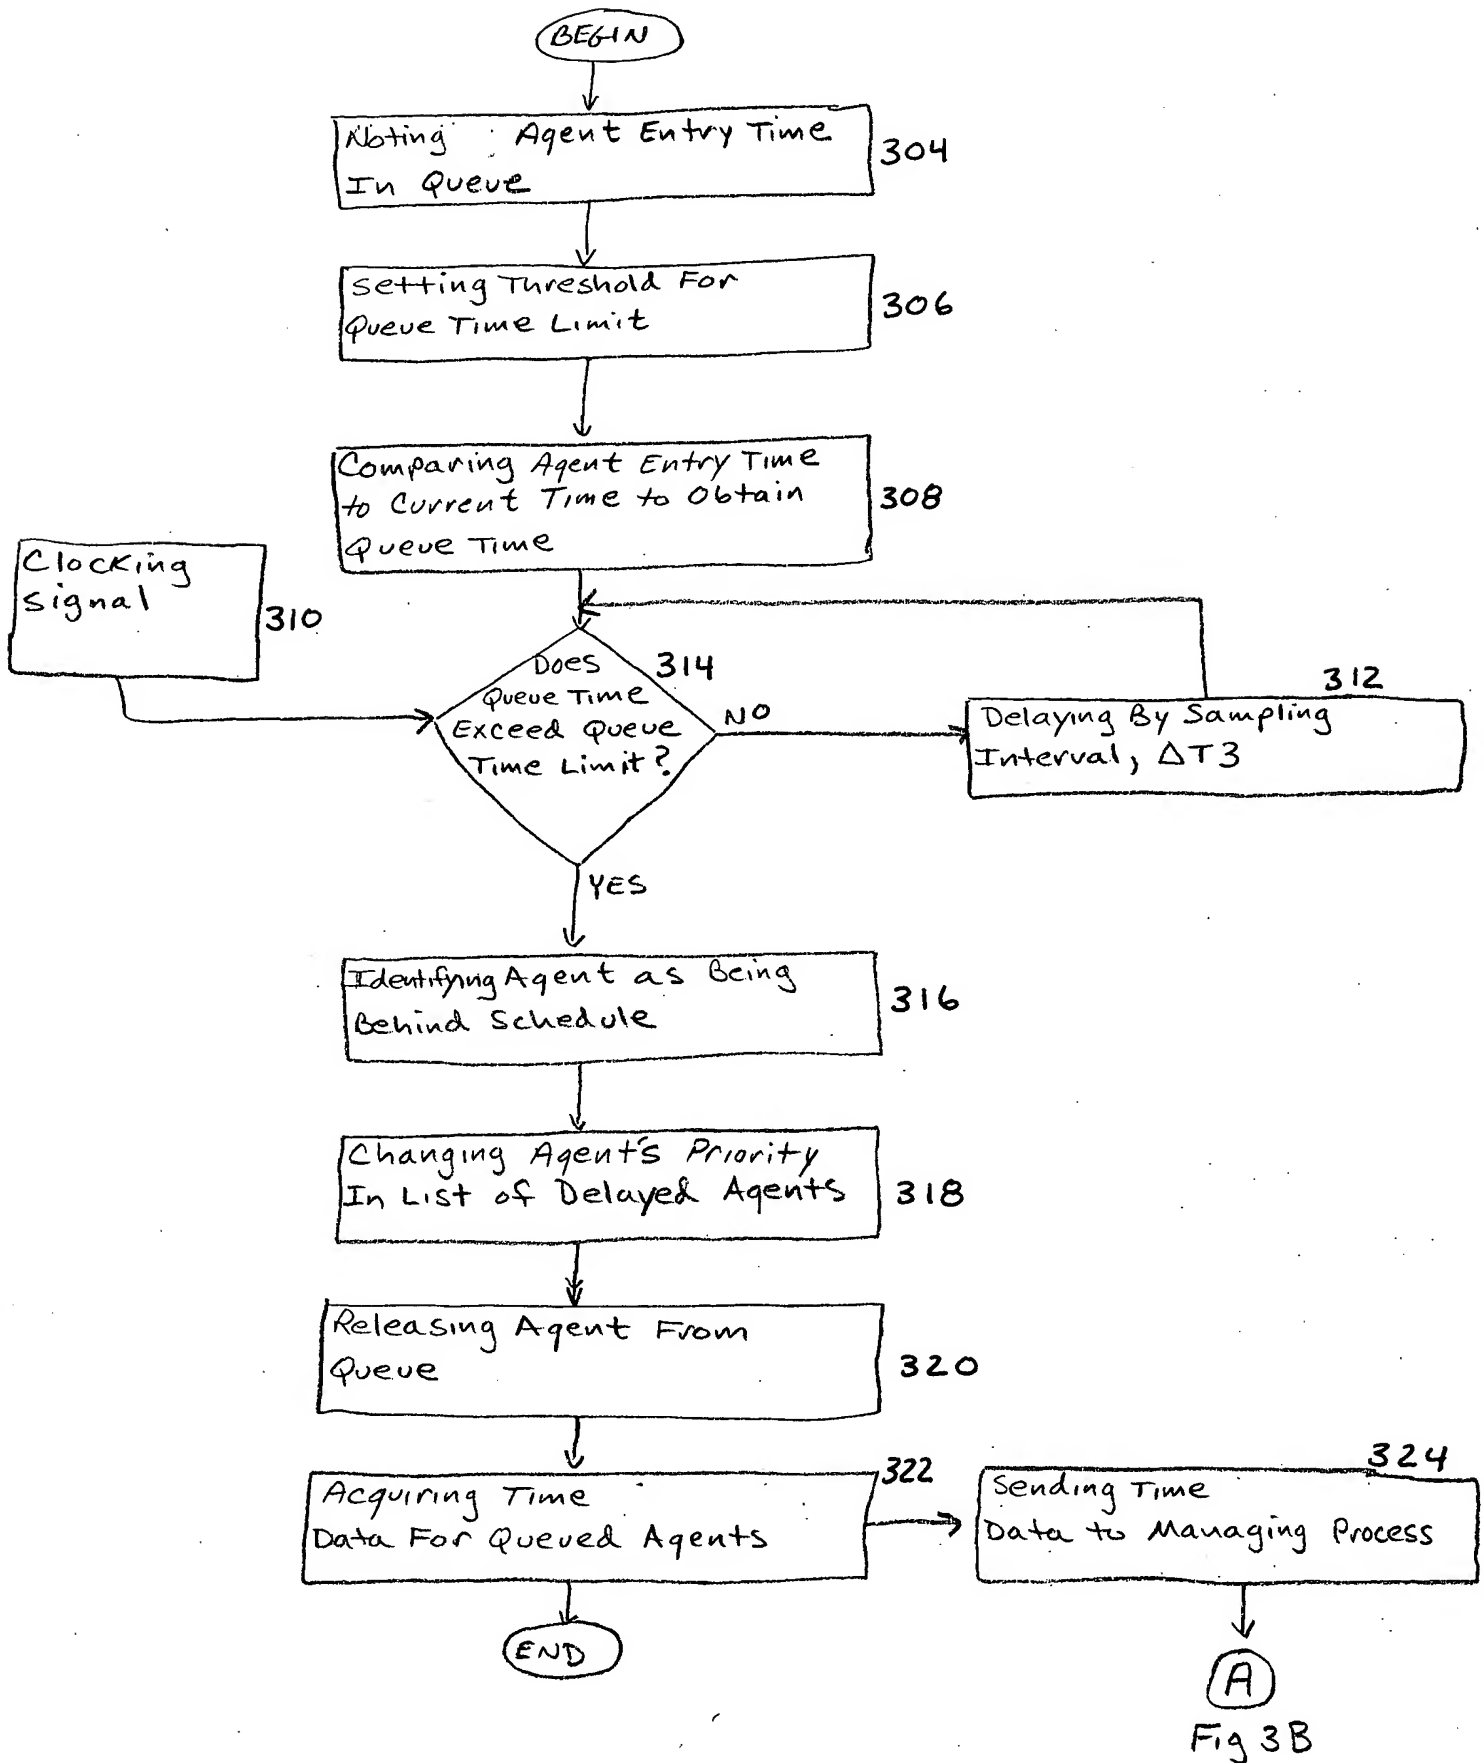 BEGIN
Noting Agent Entry Time
In Queue
304
Setting Threshold For
Queue Time Limit
306
Comparing Agent Entry Time
to Current Time to Obtain
Queue Time
308
Clocking
Signal
310
Does
Queue Time
Exceed Queue
Time Limit?
314
NO
312
Delaying By Sampling
Interval, ΔT3
YES
Identifying Agent as Being
Behind Schedule
316
Changing Agent's Priority
In List of Delayed Agents
318
Releasing Agent From
Queue
320
Acquiring Time
Data For Queued Agents
322
324
Sending Time
Data to Managing Process
END
A
Fig 3B